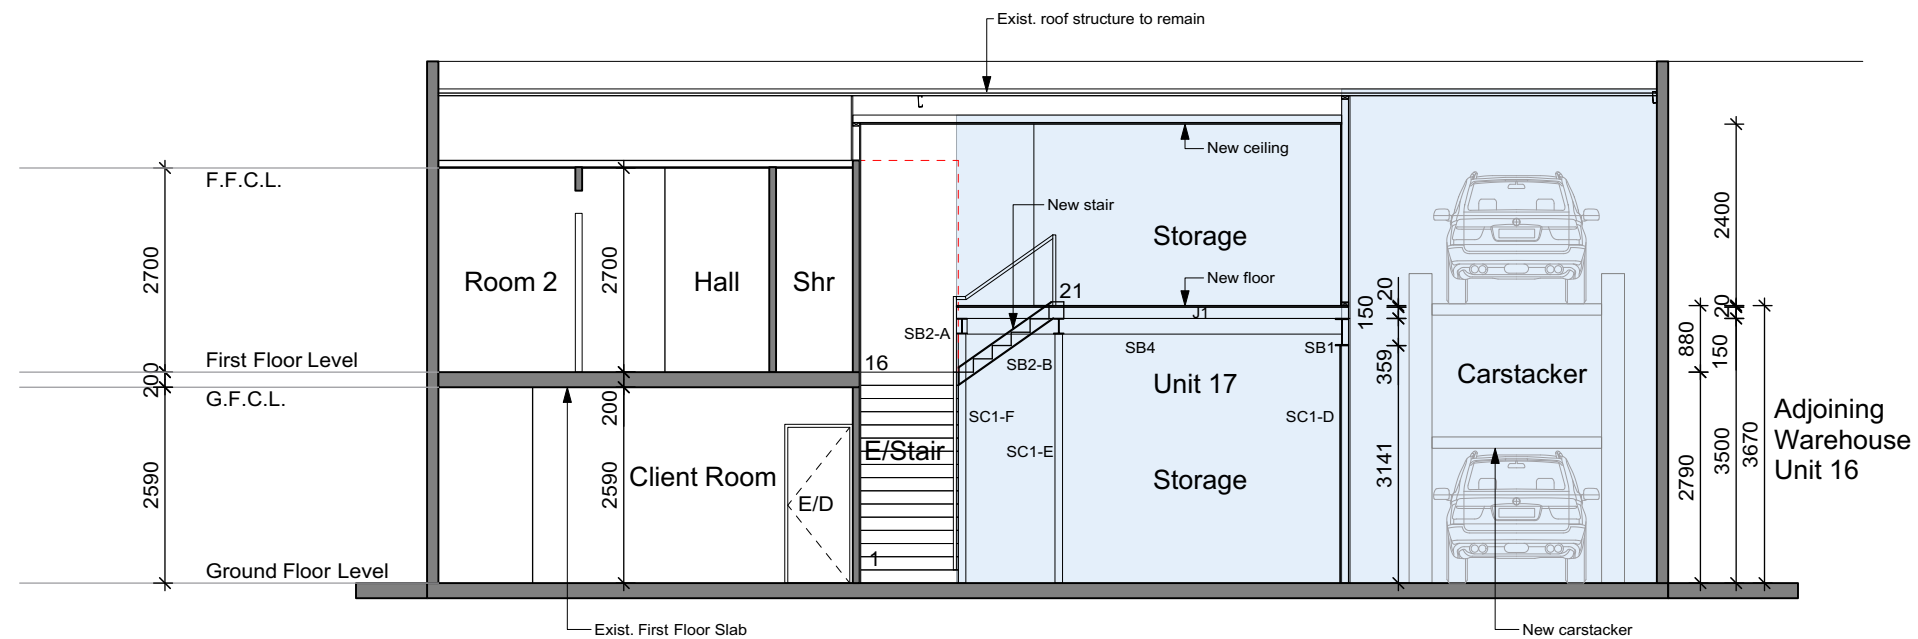 Exist. roof structure to remain
F.F.C.L.
New ceiling
New stair
Storage
2400
2700
2700
Room 2
Hall
Shr
New floor
21
J1
20
150
20
SB2-A
SB4
SB1
880
150
First Floor Level
16
SB2-B
359
Unit 17
Carstacker
200
G.F.C.L.
200
SC1-F
SC1-D
Adjoining
Warehouse
Unit 16
E/Stair
SC1-E
3670
3500
2790
3141
2590
2590
Client Room
Storage
E/D
1
Ground Floor Level
Exist. First Floor Slab
New carstacker